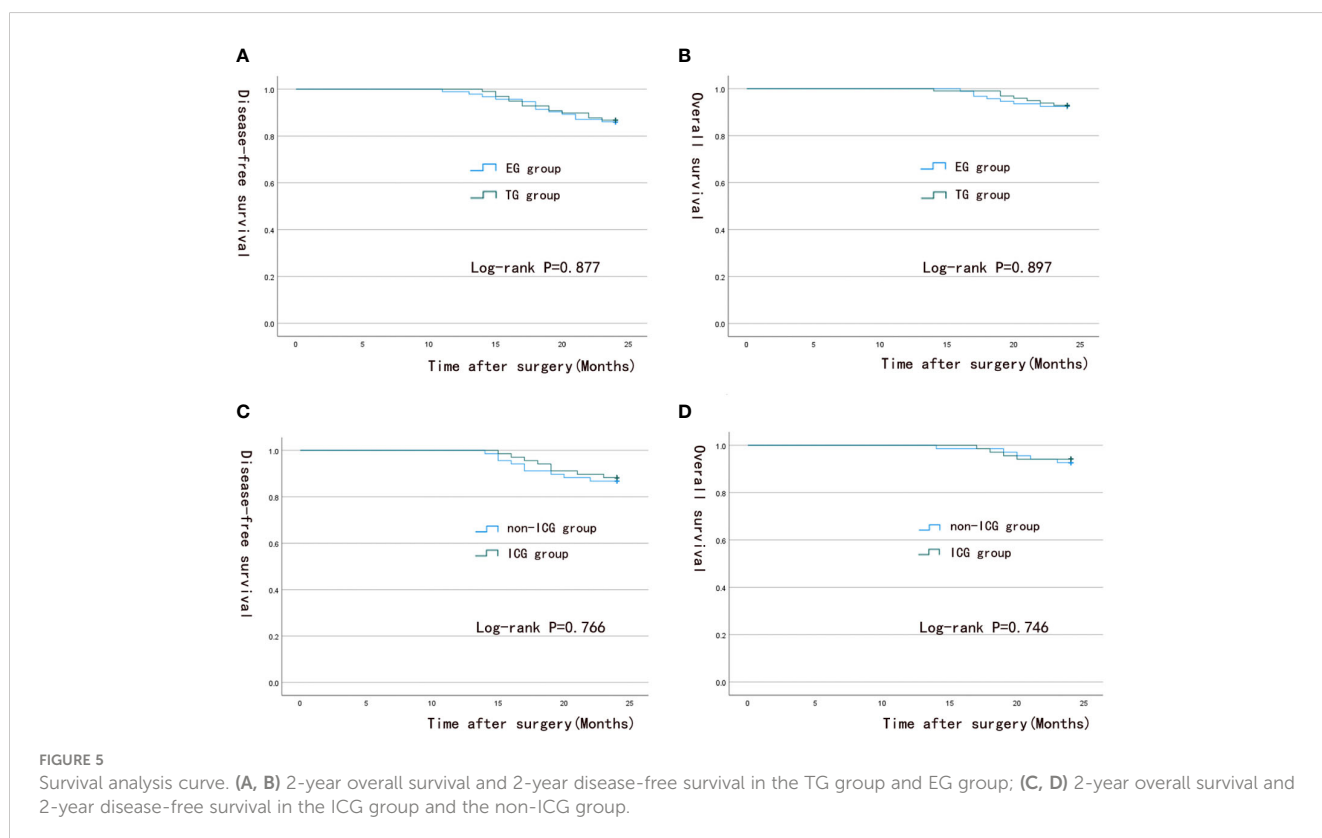 A
Disease-free survival
1.0
0.8
0.6
0.4
0.2
0.0
EG group
TG group
Log-rank P=0.877
0 5 10 15 20 25
Time after surgery(Months)
B
Overall survival
1.0
0.8
0.6
0.4
0.2
0.0
EG group
TG group
Log-rank P=0.897
0 5 10 15 20 25
Time after surgery(Months)
C
Disease-free survival
1.0
0.8
0.6
0.4
0.2
0.0
non-ICG group
ICG group
Log-rank P=0.766
0 5 10 15 20 25
Time after surgery(Months)
D
Overall survival
1.0
0.8
0.6
0.4
0.2
0.0
non-ICG group
ICG group
Log-rank P=0.746
0 5 10 15 20 25
Time after surgery(Months)
FIGURE 5
Survival analysis curve. (A, B) 2-year overall survival and 2-year disease-free survival in the TG group and EG group; (C, D) 2-year overall survival and
2-year disease-free survival in the ICG group and the non-ICG group.